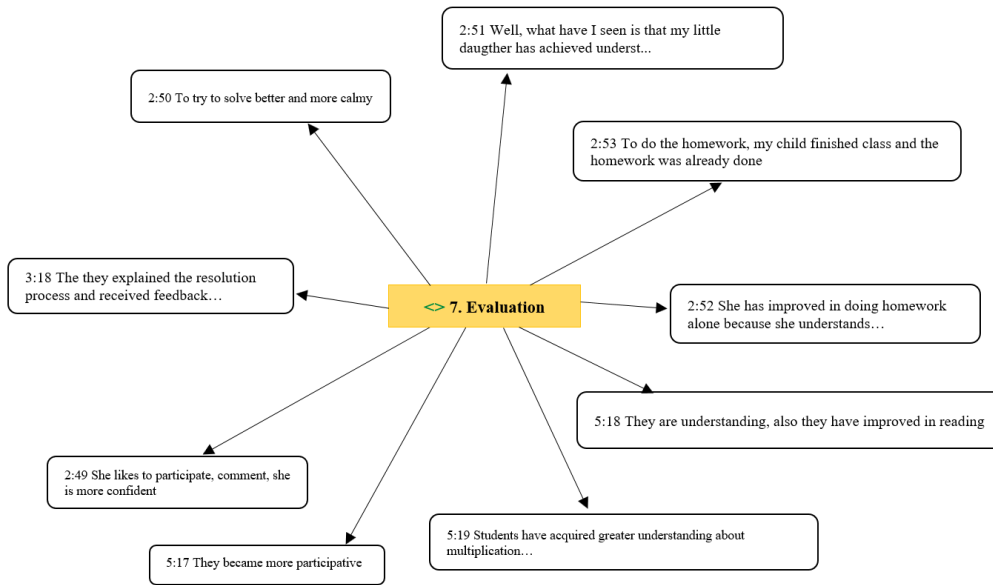 2:51 Well, what have I seen is that my little
daugther has achieved underst...
2:50 To try to solve better and more calmy
2:53 To do the homework, my child finished class and the
homework was already done
3:18 The they explained the resolution
process and received feedback…
<> 7. Evaluation
2:52 She has improved in doing homework
alone because she understands…
5:18 They are understanding, also they have improved in reading
2:49 She likes to participate, comment, she
is more confident
5:19 Students have acquired greater understanding about
multiplication…
5:17 They became more participative